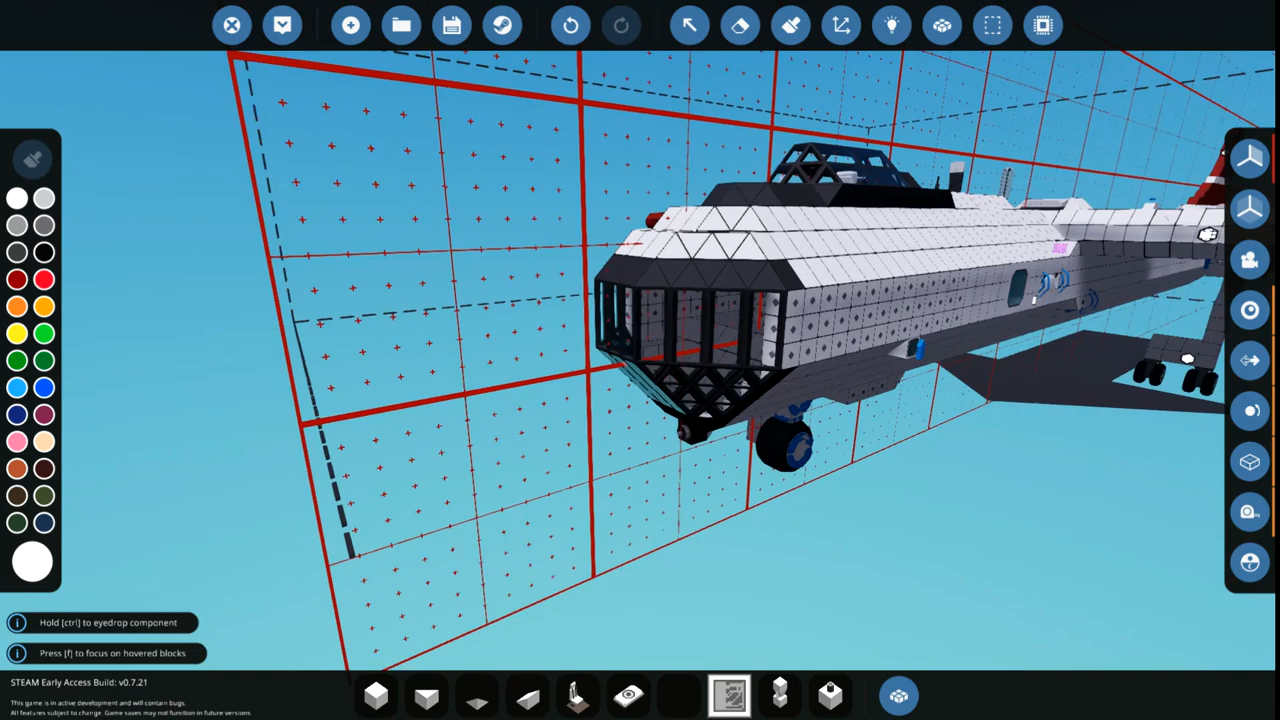 Hold [ctrl] to eyedrop component
Press [f] to focus on hovered blocks
STEAM Early Access Build: v0.7.21
This game is in active development and will contain bugs.
All features subject to change. Game saves may not function in future versions